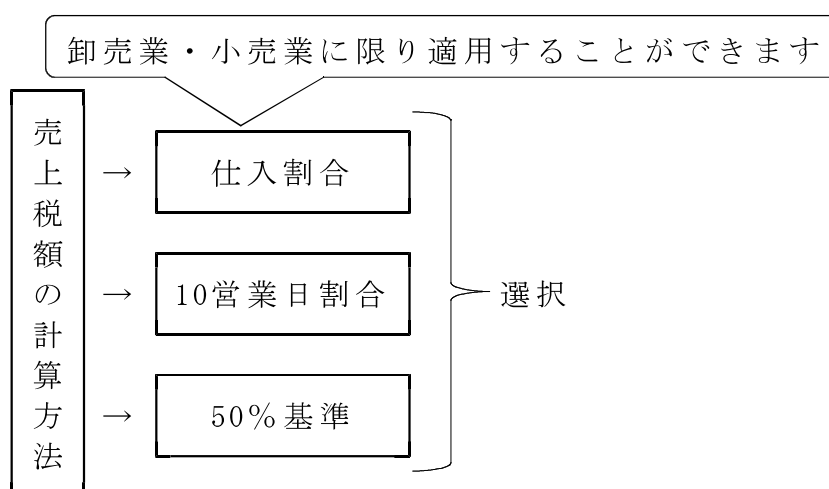 卸売業・小売業に限り適用することができます
売上税額の計算方法
→ 仕入割合
→ 10営業日割合
→ 50%基準
選択